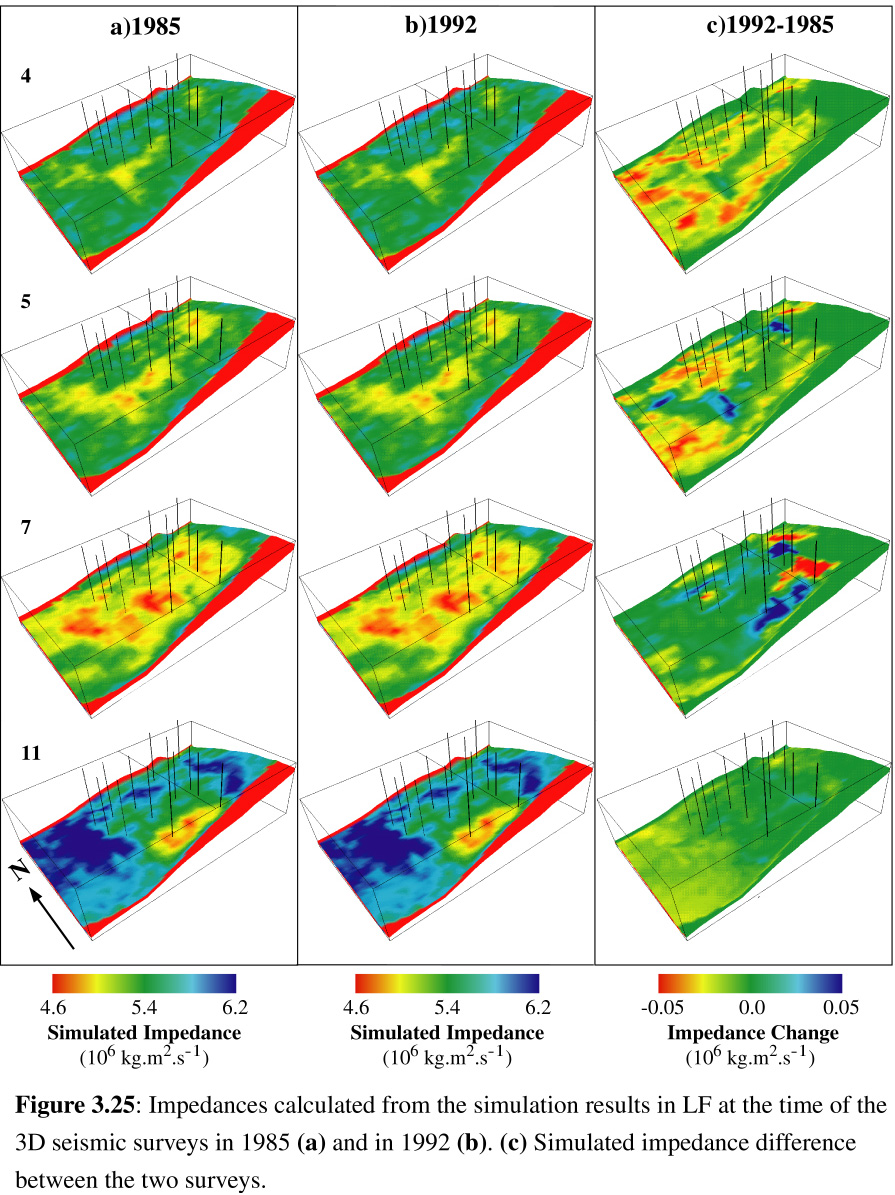 a)1985 b)1992 c)1992-1985
4
5
7
11
N
4.6 5.4 6.2 4.6 5.4 6.2 -0.05 0.0 0.05
Simulated Impedance Simulated Impedance Impedance Change
(10⁶ kg.m².s⁻¹) (10⁶ kg.m².s⁻¹) (10⁶ kg.m².s⁻¹)
Figure 3.25: Impedances calculated from the simulation results in LF at the time of the
3D seismic surveys in 1985 (a) and in 1992 (b). (c) Simulated impedance difference
between the two surveys.